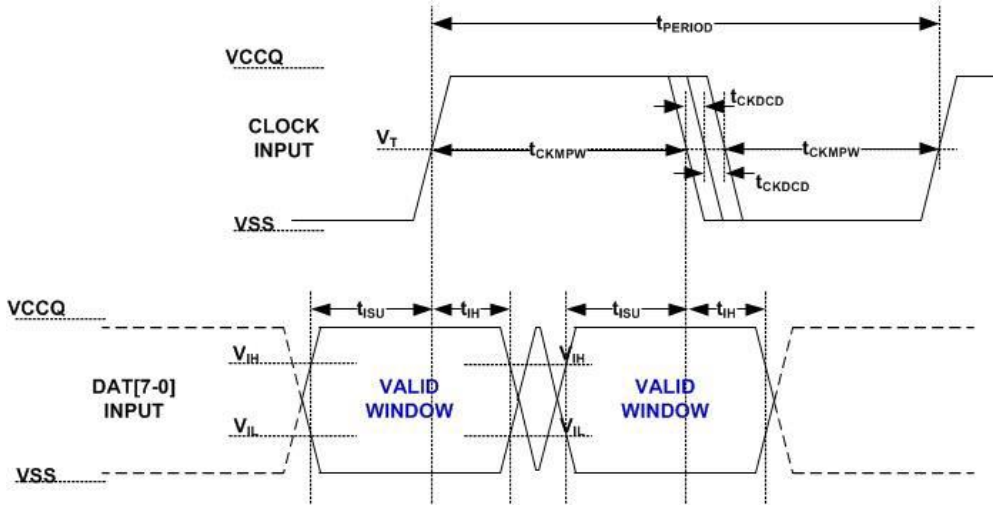 tPERIOD
VCCQ
tCKDCD
CLOCK
INPUT
VT
tCKMPW
tCKMPW
tCKDCD
VSS
VCCQ
tISU
tIH
tISU
tIH
VIH
VIH
DAT[7-0]
INPUT
VALID
WINDOW
VALID
WINDOW
VIL
VIL
VSS